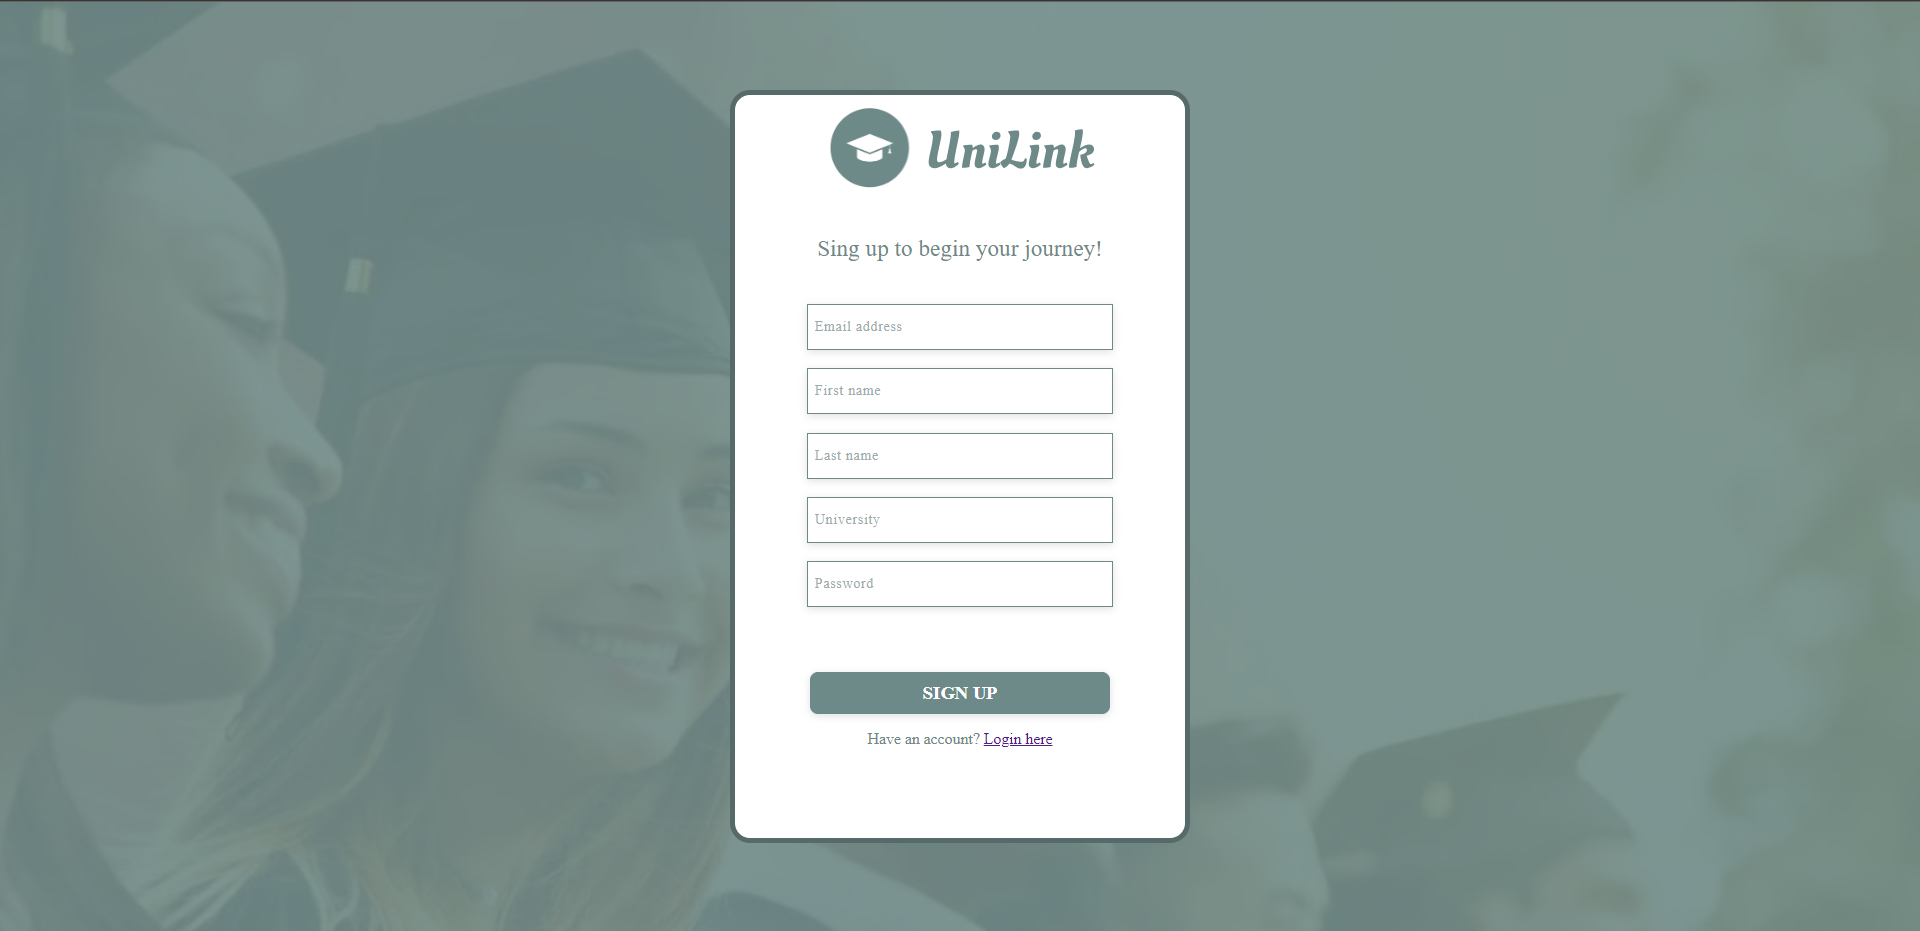 UniLink
Sing up to begin your journey!
Email address
First name
Last name
University
Password
SIGN UP
Have an account? Login here